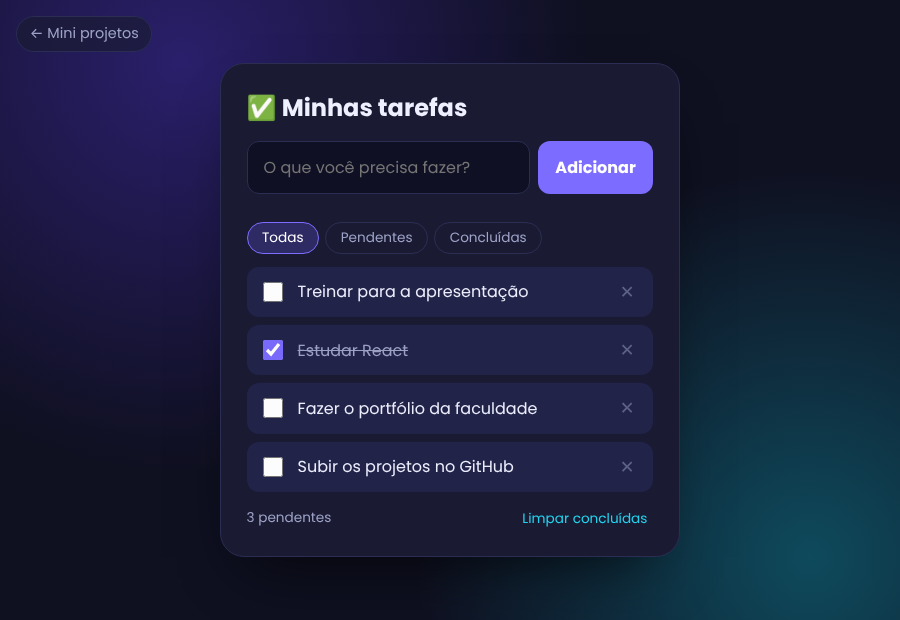 ← Mini projetos
✅ Minhas tarefas
O que você precisa fazer?
Adicionar
Todas Pendentes Concluídas
Treinar para a apresentação ✕
Estudar React ✕
Fazer o portfólio da faculdade ✕
Subir os projetos no GitHub ✕
3 pendentes Limpar concluídas